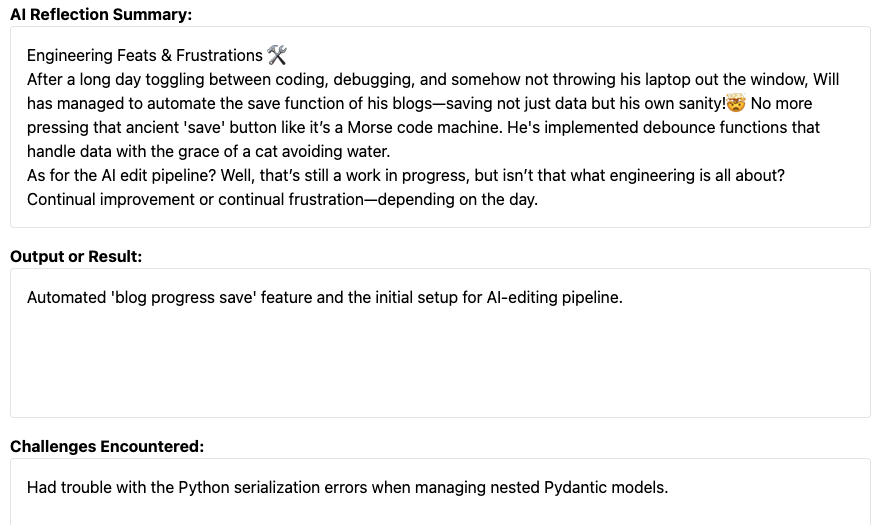 AI Reflection Summary:
Engineering Feats & Frustrations 🛠️
After a long day toggling between coding, debugging, and somehow not throwing his laptop out the window, Will
has managed to automate the save function of his blogs—saving not just data but his own sanity!🤯 No more
pressing that ancient 'save' button like it’s a Morse code machine. He's implemented debounce functions that
handle data with the grace of a cat avoiding water.
As for the AI edit pipeline? Well, that’s still a work in progress, but isn’t that what engineering is all about?
Continual improvement or continual frustration—depending on the day.
Output or Result:
Automated 'blog progress save' feature and the initial setup for AI-editing pipeline.
Challenges Encountered:
Had trouble with the Python serialization errors when managing nested Pydantic models.